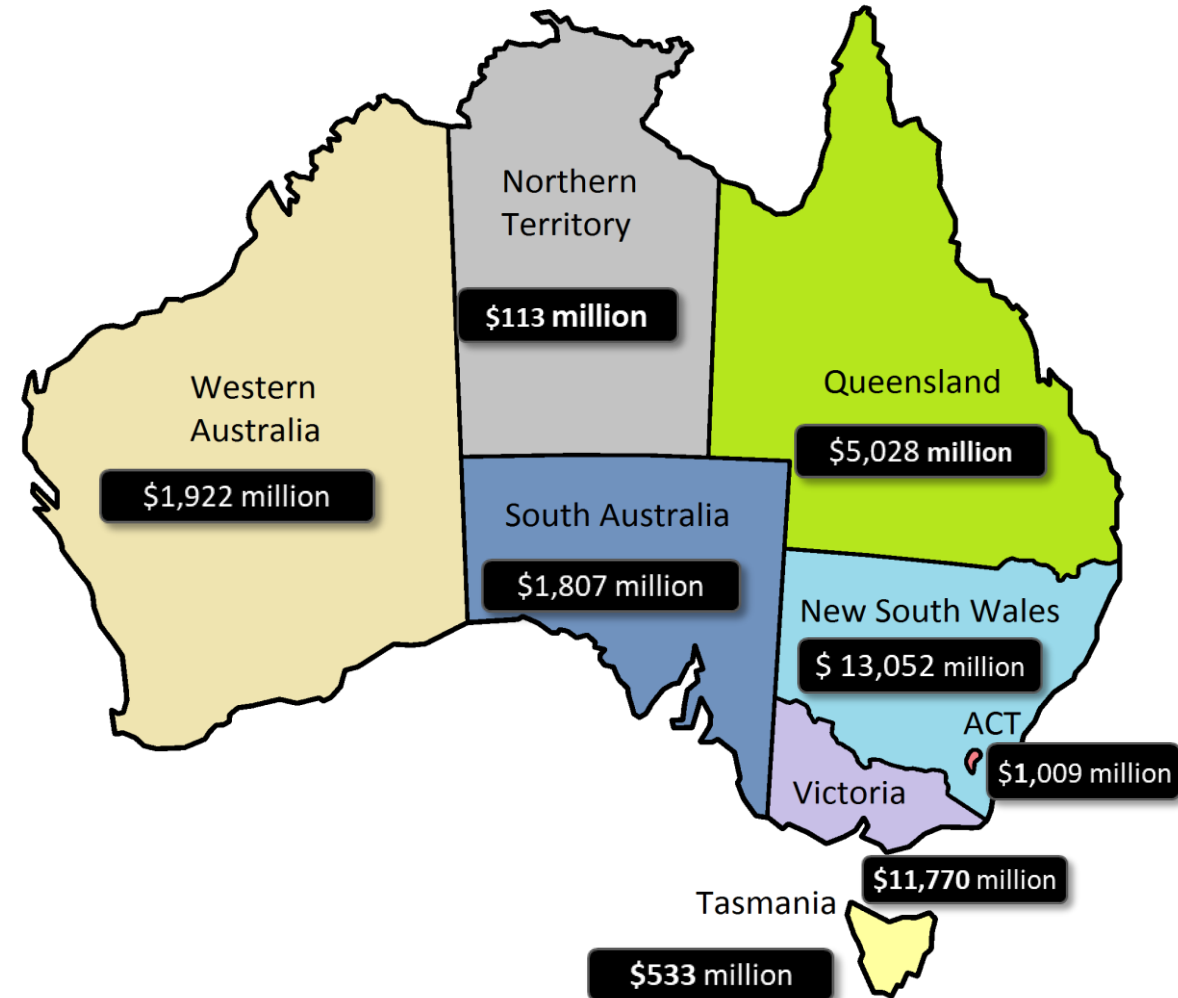 Northern
Territory
$113 million
Western
Australia
$1,922 million
Queensland
$5,028 million
South Australia
$1,807 million
New South Wales
$ 13,052 million
ACT
$1,009 million
Victoria
$11,770 million
Tasmania
$533 million